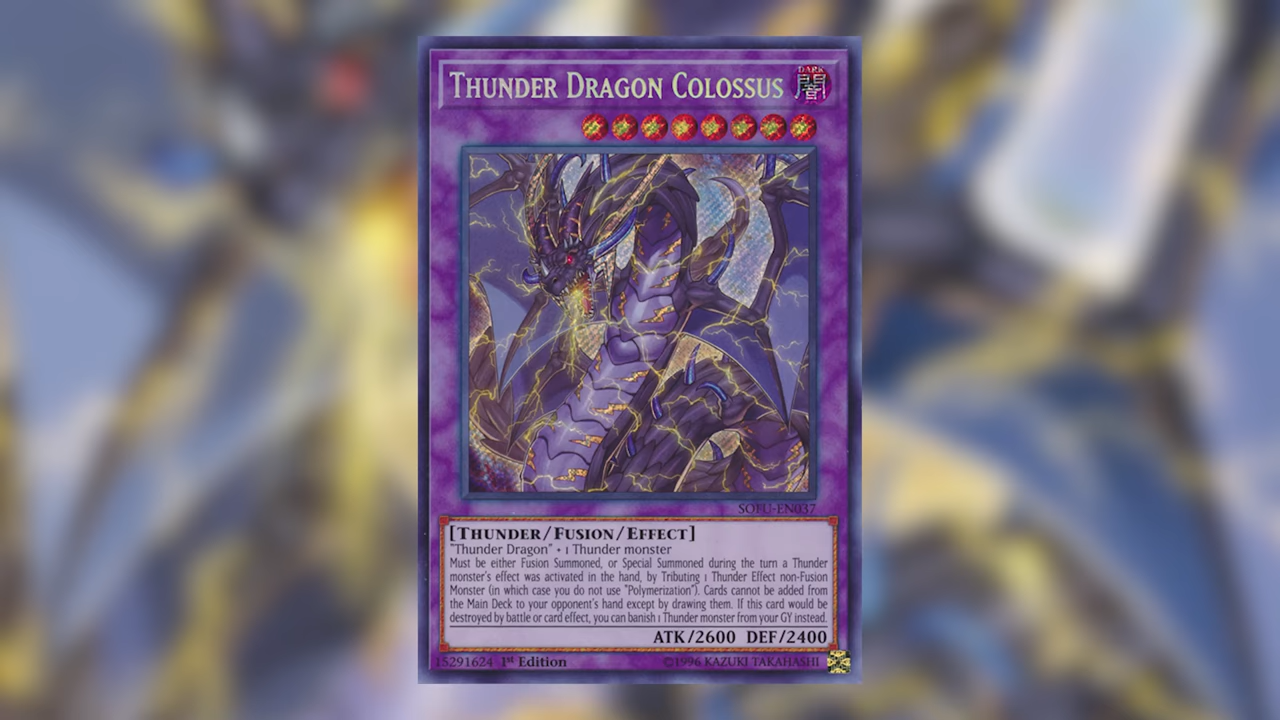 THUNDER DRAGON COLOSSUS
DARK
闇
SOFU-EN037
[THUNDER/FUSION/EFFECT]
"Thunder Dragon" + 1 Thunder monster
Must be either Fusion Summoned, or Special Summoned during the turn a Thunder
monster's effect was activated in the hand, by Tributing 1 Thunder Effect non-Fusion
Monster (in which case you do not use "Polymerization"). Cards cannot be added from
the Main Deck to your opponent's hand except by drawing them. If this card would be
destroyed by battle or card effect, you can banish 1 Thunder monster from your GY instead.
ATK/2600 DEF/2400
15291624 1st Edition
©1996 KAZUKI TAKAHASHI